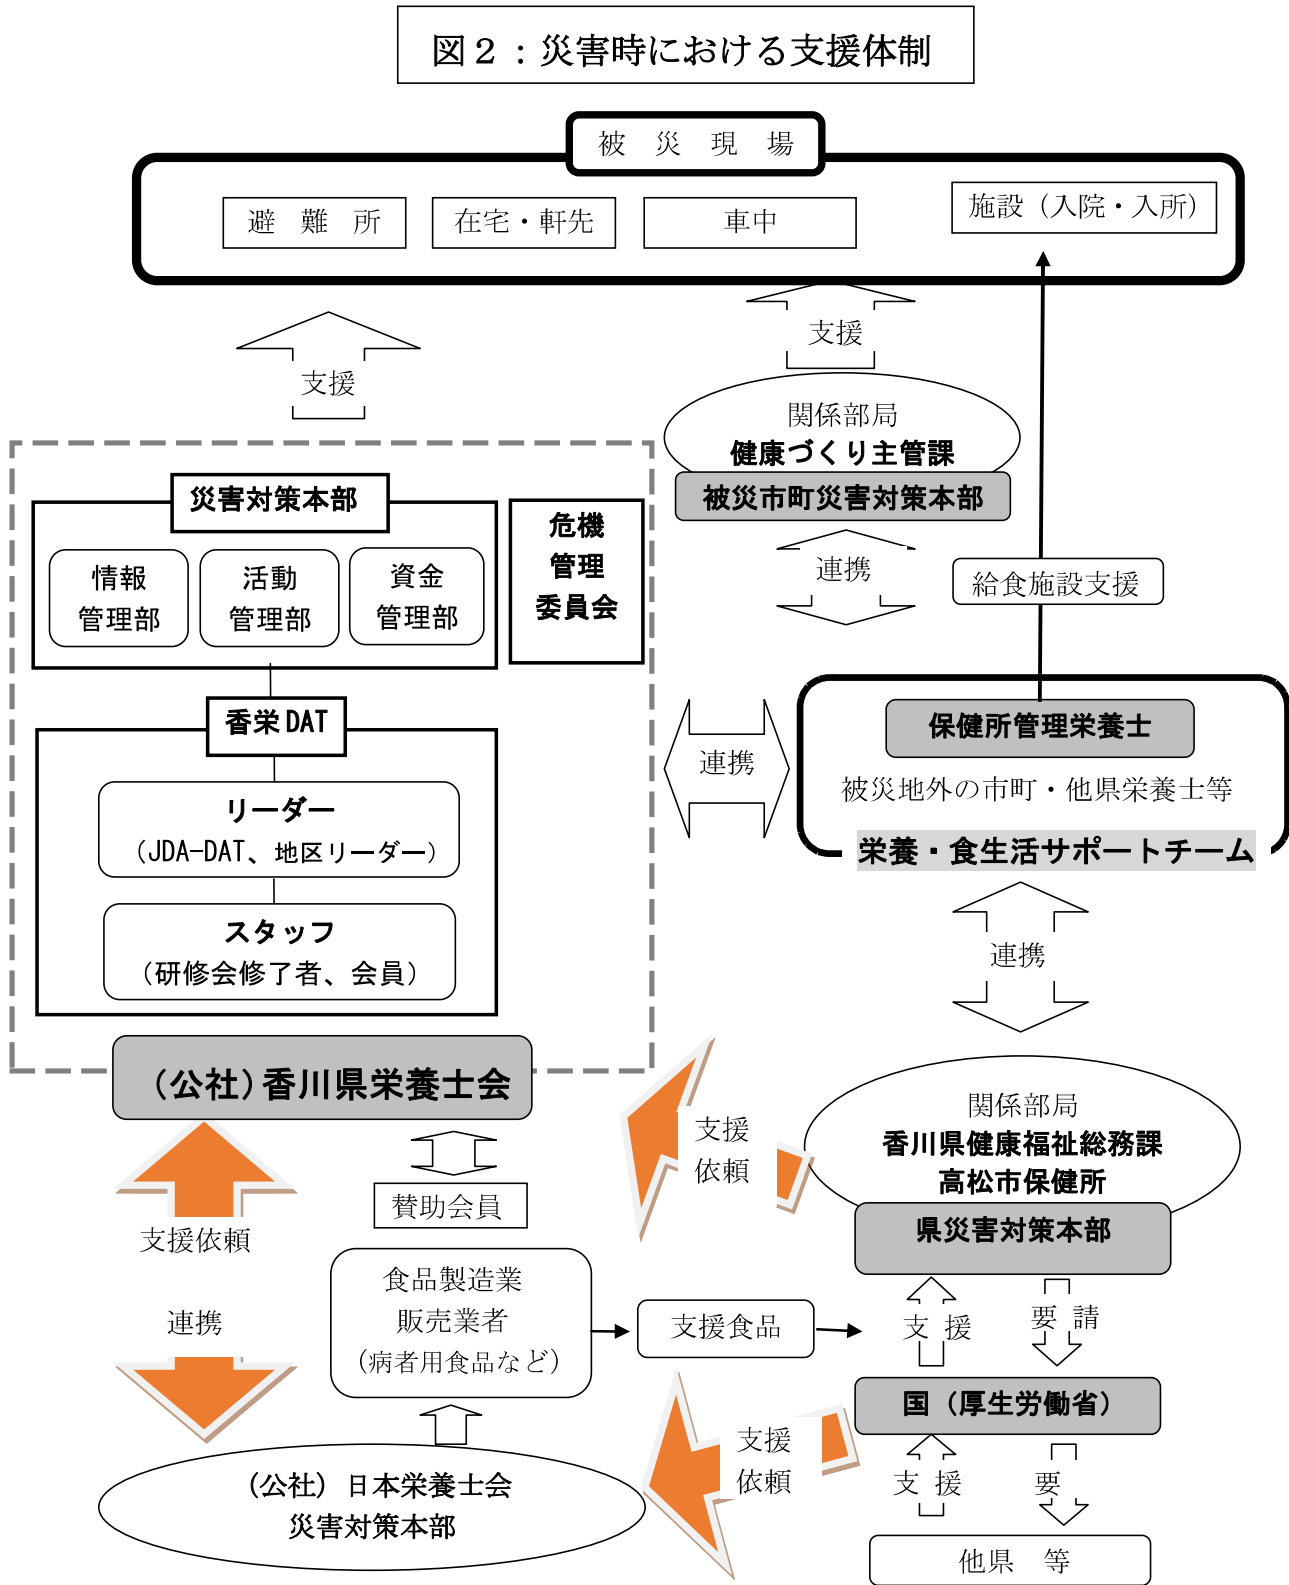 図２：災害時における支援体制
被　災　現　場
避　難　所
在宅・軒先
車中
施設（入院・入所）
支援
支援
関係部局
健康づくり主管課
被災市町災害対策本部
災害対策本部
情報
管理部
活動
管理部
資金
管理部
危機
管理
委員会
連携
給食施設支援
香栄DAT
リーダー
（JDA-DAT、地区リーダー）
スタッフ
（研修会修了者、会員）
（公社）香川県栄養士会
連携
保健所管理栄養士
被災地外の市町・他県栄養士等
栄養・食生活サポートチーム
連携
支援
依頼
関係部局
香川県健康福祉総務課
高松市保健所
県災害対策本部
支援依頼
連携
賛助会員
食品製造業
販売業者
（病者用食品など）
支援食品
支 援
要 請
国（厚生労働省）
支援
依頼
支 援
要
他県　等
（公社）日本栄養士会
災害対策本部